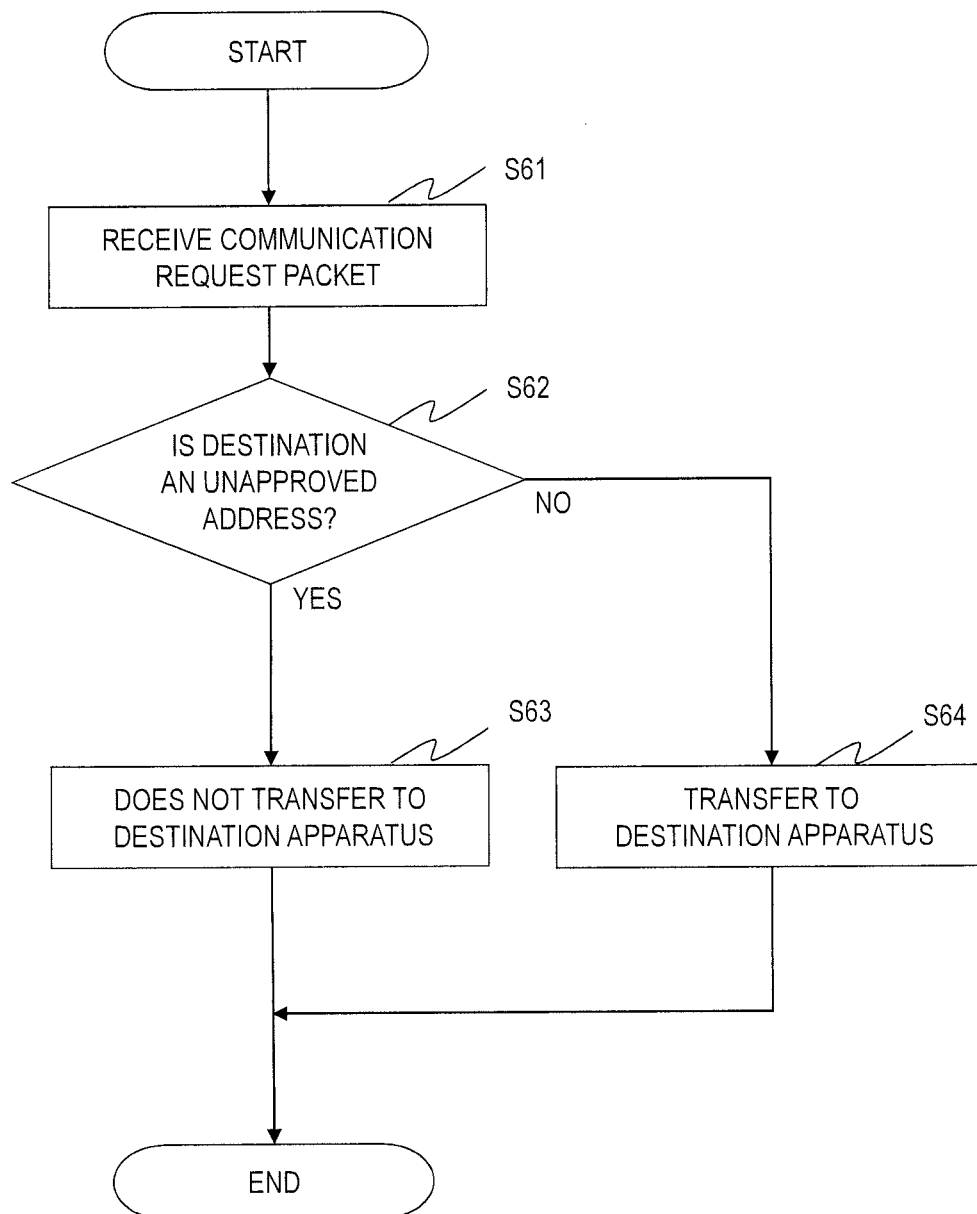 START
S61
RECEIVE COMMUNICATION
REQUEST PACKET
S62
IS DESTINATION
AN UNAPPROVED
ADDRESS?
NO
YES
S63
DOES NOT TRANSFER TO
DESTINATION APPARATUS
S64
TRANSFER TO
DESTINATION APPARATUS
END